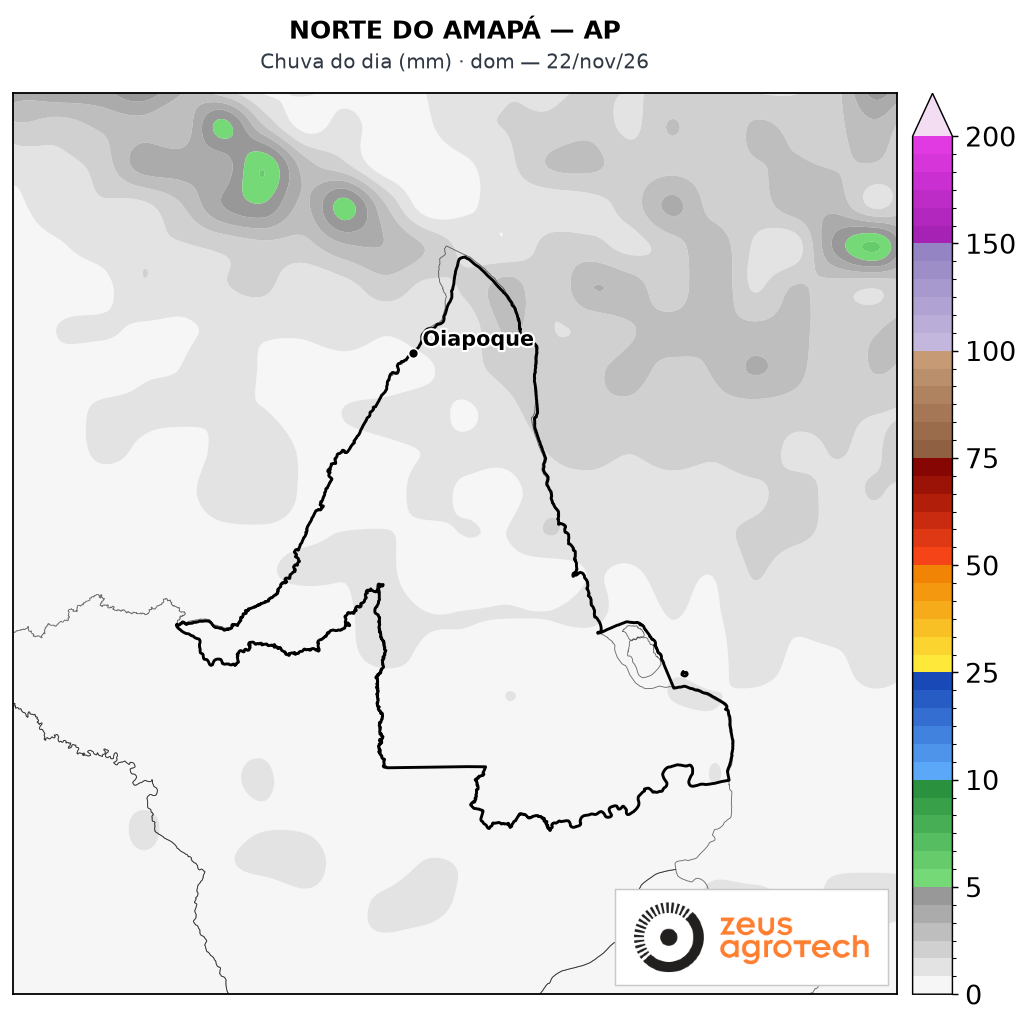 NORTE DO AMAPÁ — AP
Chuva do dia (mm) · dom — 22/nov/26
Oiapoque
200
150
100
75
50
25
10
5
0
zeus
agrotech